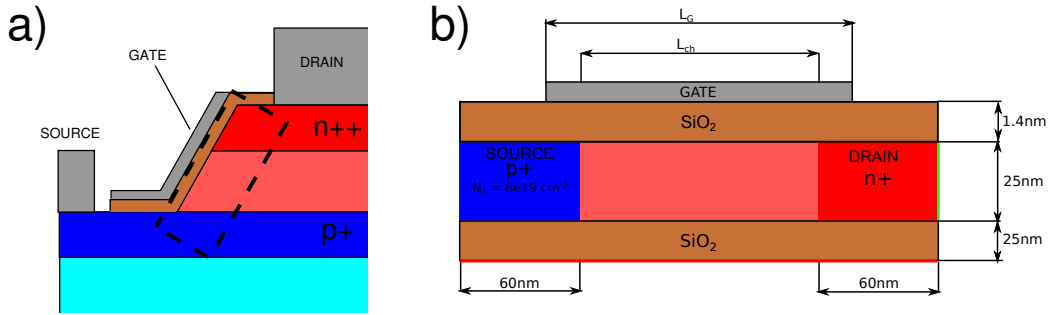 a)
GATE
DRAIN
SOURCE
n++
p+
b)
L_G
L_ch
GATE
SiO₂
1.4nm
SOURCE
p+
N_A = 8e19 cm⁻³
DRAIN
n+
25nm
SiO₂
25nm
60nm
60nm